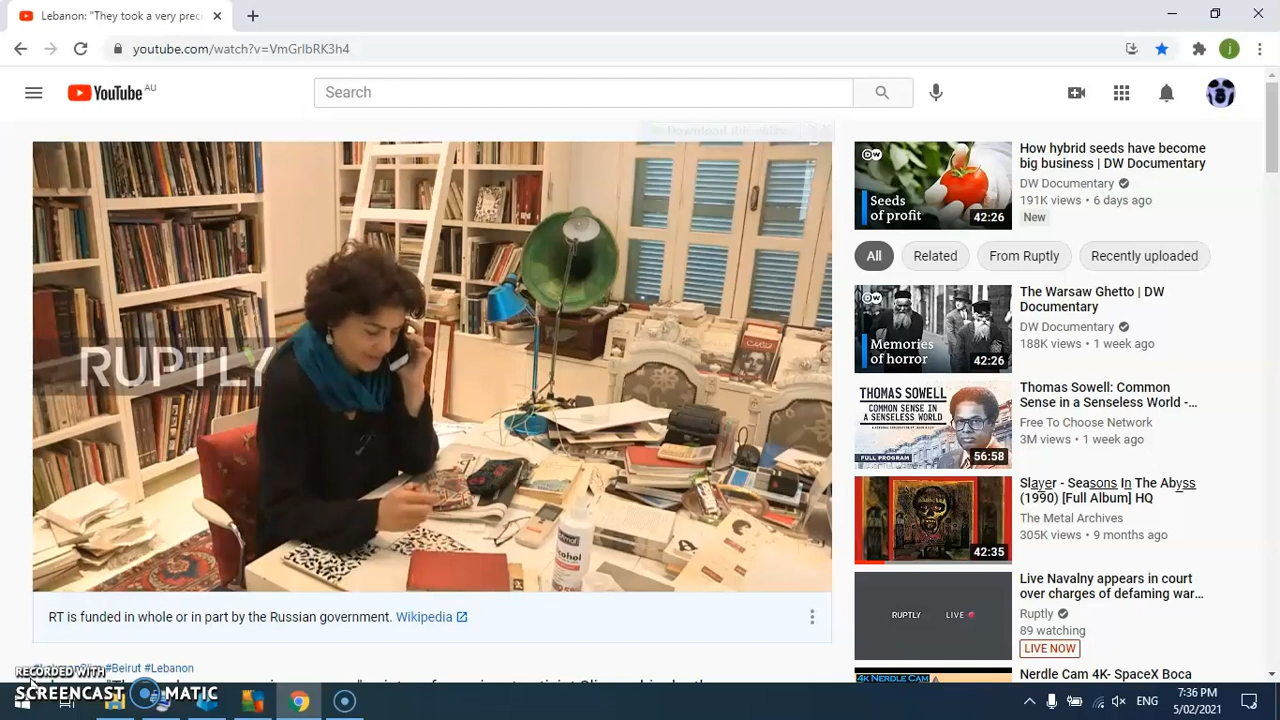 Lebanon: "They took a very prec
youtube.com/watch?v=VmGrIbRK3h4
j
YouTube AU
Search
RUPTLY
RT is funded in whole or in part by the Russian government. Wikipedia
#Beirut #Lebanon
DW
Seeds
of profit
42:26
How hybrid seeds have become
big business | DW Documentary
DW Documentary
191K views • 6 days ago
New
All
Related
From Ruptly
Recently uploaded
DW
Memories
of horror
42:26
The Warsaw Ghetto | DW
Documentary
DW Documentary
188K views • 1 week ago
THOMAS SOWELL:
COMMON SENSE IN
A SENSELESS WORLD
FULL PROGRAM
56:58
Thomas Sowell: Common
Sense in a Senseless World -...
Free To Choose Network
3M views • 1 week ago
42:35
Slayer - Seasons In The Abyss
(1990) [Full Album] HQ
The Metal Archives
305K views • 9 months ago
RUPTLY LIVE
Live Navalny appears in court
over charges of defaming war...
Ruptly
89 watching
LIVE NOW
4K NERDLE CAM
Nerdle Cam 4K- SpaceX Boca
RECORDED WITH
SCREENCAST MATIC
7:36 PM
5/02/2021